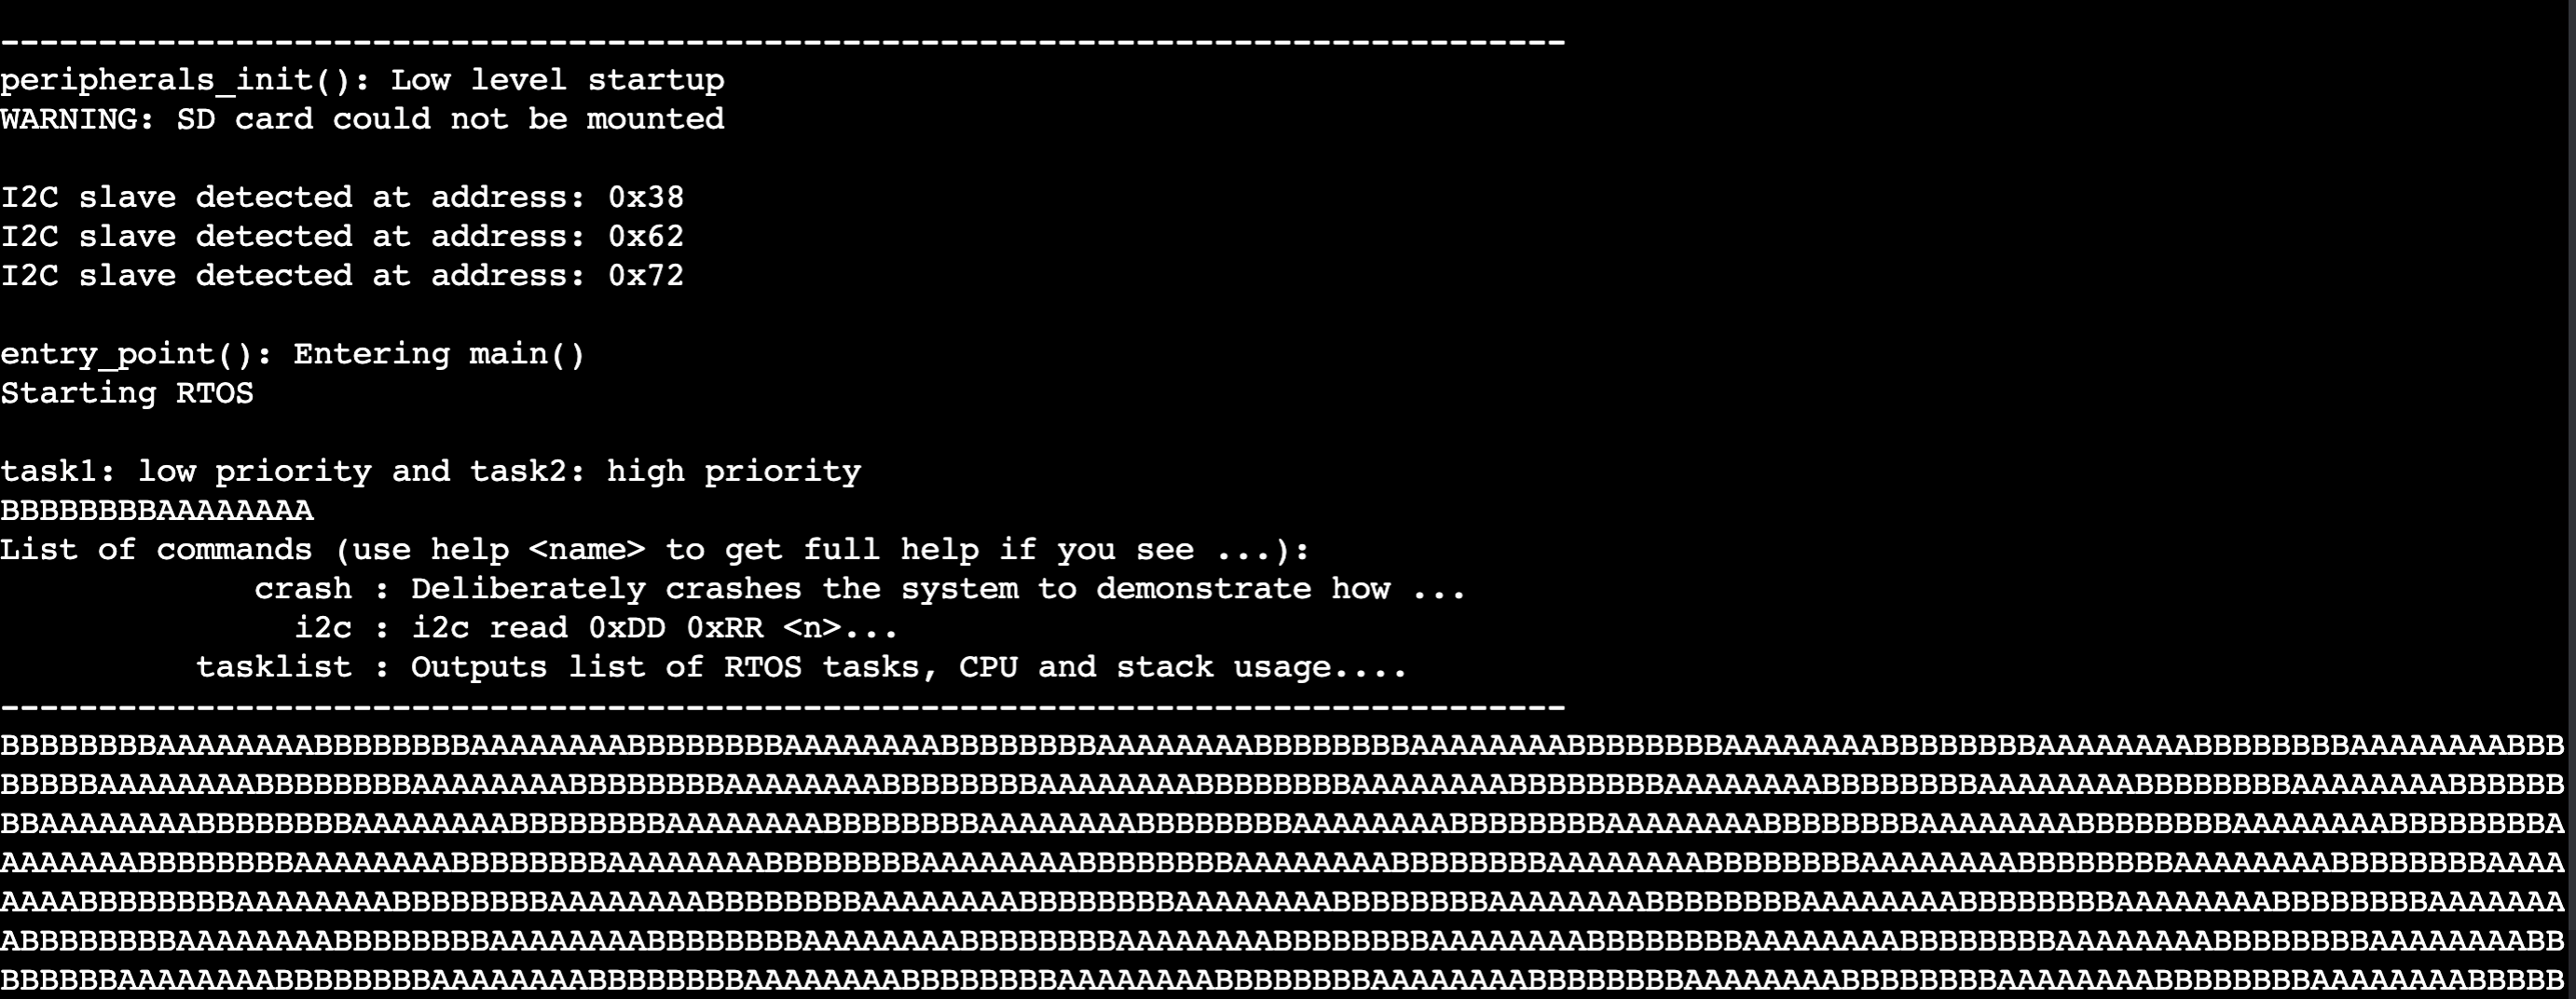 --------------------------------------------------------------------------------
peripherals_init(): Low level startup
WARNING: SD card could not be mounted
I2C slave detected at address: 0x38
I2C slave detected at address: 0x62
I2C slave detected at address: 0x72
entry_point(): Entering main()
Starting RTOS
task1: low priority and task2: high priority
BBBBBBBBAAAAAAAA
List of commands (use help <name> to get full help if you see ...):
crash : Deliberately crashes the system to demonstrate how ...
i2c : i2c read 0xDD 0xRR <n>...
tasklist : Outputs list of RTOS tasks, CPU and stack usage....
--------------------------------------------------------------------------------
BBBBBBBBAAAAAAAABBBBBBBBAAAAAAAABBBBBBBBAAAAAAAABBBBBBBBAAAAAAAABBBBBBBBAAAAAAAABBBBBBBBAAAAAAAABBBBBBBBAAAAAAAABBBBBBBBAAAAAAAABBB
BBBBBAAAAAAAABBBBBBBBAAAAAAAABBBBBBBBAAAAAAAABBBBBBBBAAAAAAAABBBBBBBBAAAAAAAABBBBBBBBAAAAAAAABBBBBBBBAAAAAAAABBBBBBBBAAAAAAAABBBBBB
BBAAAAAAAABBBBBBBBAAAAAAAABBBBBBBBAAAAAAAABBBBBBBBAAAAAAAABBBBBBBBAAAAAAAABBBBBBBBAAAAAAAABBBBBBBBAAAAAAAABBBBBBBBAAAAAAAABBBBBBBBA
AAAAAAABBBBBBBBAAAAAAAABBBBBBBBAAAAAAAABBBBBBBBAAAAAAAABBBBBBBBAAAAAAAABBBBBBBBAAAAAAAABBBBBBBBAAAAAAAABBBBBBBBAAAAAAAABBBBBBBBAAAA
AAAABBBBBBBBAAAAAAAABBBBBBBBAAAAAAAABBBBBBBBAAAAAAAABBBBBBBBAAAAAAAABBBBBBBBAAAAAAAABBBBBBBBAAAAAAAABBBBBBBBAAAAAAAABBBBBBBBAAAAAAA
ABBBBBBBBAAAAAAAABBBBBBBBAAAAAAAABBBBBBBBAAAAAAAABBBBBBBBAAAAAAAABBBBBBBBAAAAAAAABBBBBBBBAAAAAAAABBBBBBBBAAAAAAAABBBBBBBBAAAAAAAABB
BBBBBBAAAAAAAABBBBBBBBAAAAAAAABBBBBBBBAAAAAAAABBBBBBBBAAAAAAAABBBBBBBBAAAAAAAABBBBBBBBAAAAAAAABBBBBBBBAAAAAAAABBBBBBBBAAAAAAAABBBBB